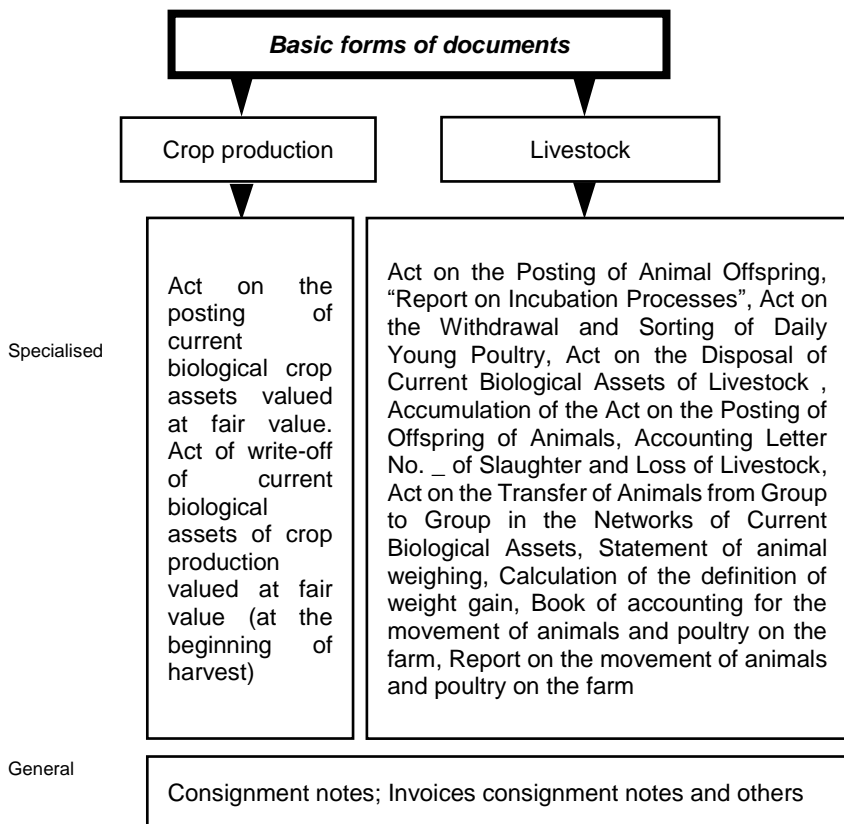 Basic forms of documents
Crop production
Livestock
Specialised
Act on the
posting of
current
biological crop
assets valued
at fair value.
Act of write-off
of current
biological
assets of crop
production
valued at fair
value (at the
beginning of
harvest)
Act on the Posting of Animal Offspring,
“Report on Incubation Processes”, Act on
the Withdrawal and Sorting of Daily
Young Poultry, Act on the Disposal of
Current Biological Assets of Livestock ,
Accumulation of the Act on the Posting of
Offspring of Animals, Accounting Letter
No. _ of Slaughter and Loss of Livestock,
Act on the Transfer of Animals from Group
to Group in the Networks of Current
Biological Assets, Statement of animal
weighing, Calculation of the definition of
weight gain, Book of accounting for the
movement of animals and poultry on the
farm, Report on the movement of animals
and poultry on the farm
General
Consignment notes; Invoices consignment notes and others